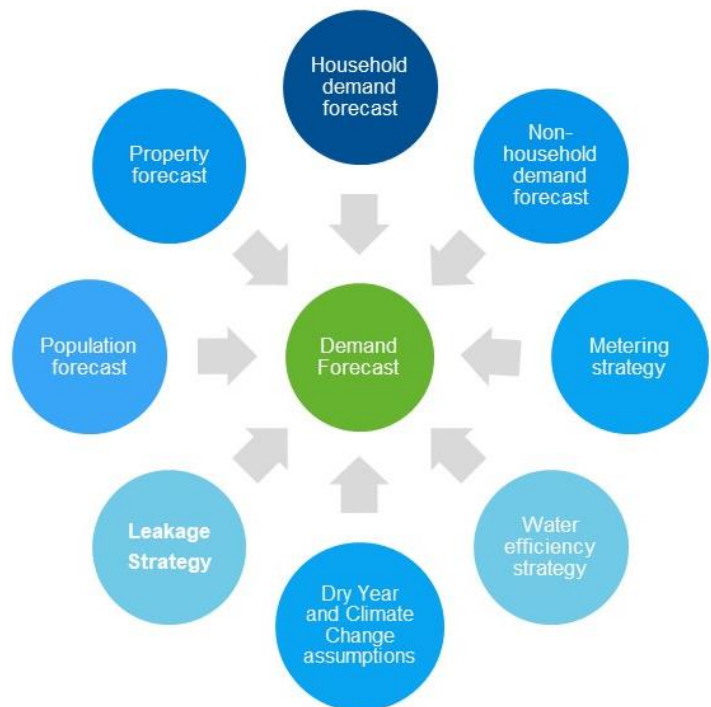 Household
demand
forecast
Non-
household
demand
forecast
Metering
strategy
Water
efficiency
strategy
Dry Year
and Climate
Change
assumptions
Leakage
Strategy
Population
forecast
Property
forecast
Demand
Forecast